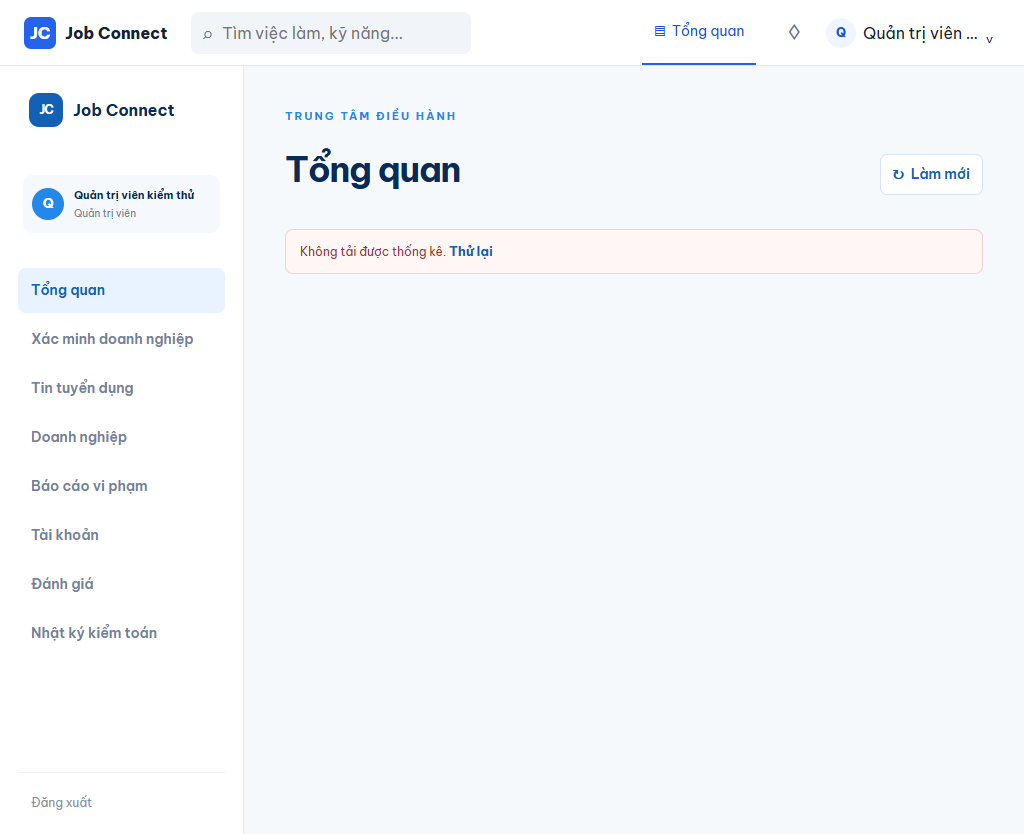 JC Job Connect
Tìm việc làm, kỹ năng...
Tổng quan
Q Quản trị viên ...
JC Job Connect
Q Quản trị viên kiểm thử
Quản trị viên
Tổng quan
Xác minh doanh nghiệp
Tin tuyển dụng
Doanh nghiệp
Báo cáo vi phạm
Tài khoản
Đánh giá
Nhật ký kiểm toán
Đăng xuất
TRUNG TÂM ĐIỀU HÀNH
Tổng quan
↻ Làm mới
Không tải được thống kê. Thử lại